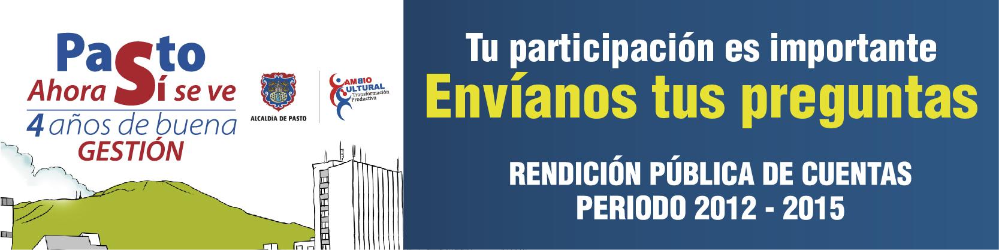 Pasto
Ahora Sí se ve
4 años de buena
GESTIÓN
ALCALDÍA DE PASTO
CAMBIO
CULTURAL
Transformación
Productiva
Tu participación es importante
Envíanos tus preguntas
RENDICIÓN PÚBLICA DE CUENTAS
PERIODO 2012 - 2015